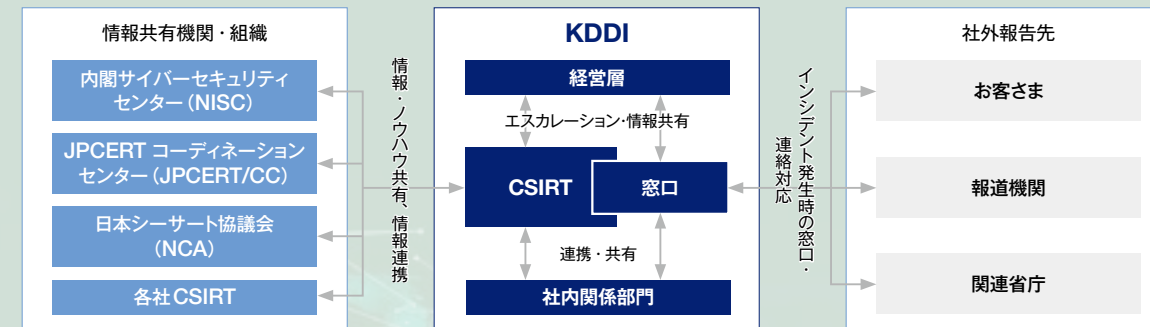 情報共有機関・組織
内閣サイバーセキュリティ
センター(NISC)
JPCERT コーディネーション
センター(JPCERT/CC)
日本シーサート協議会
(NCA)
各社CSIRT
情報・ノウハウ共有、情報連携
KDDI
経営層
エスカレーション・情報共有
CSIRT
窓口
連携・共有
社内関係部門
インシデント発生時の窓口・
連絡対応
社外報告先
お客さま
報道機関
関連省庁